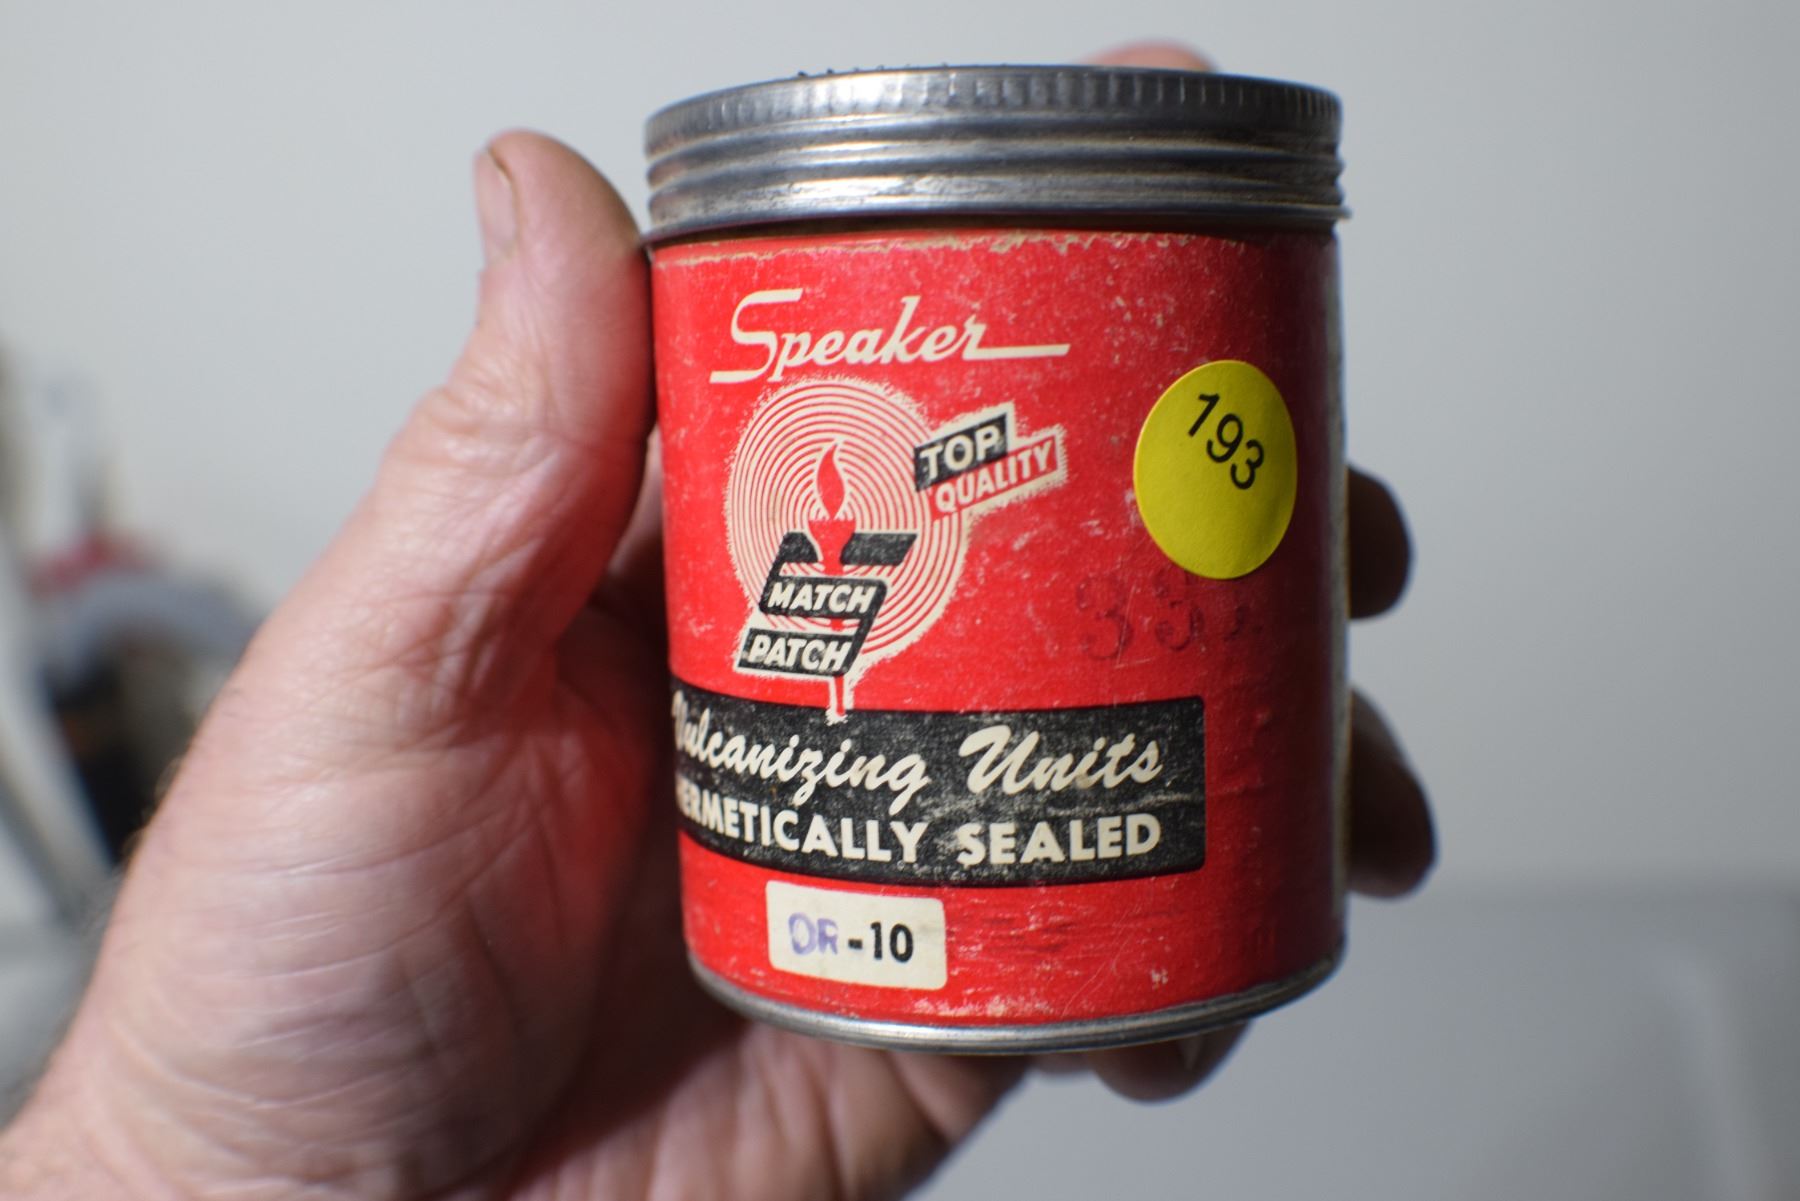 Speaker
TOP
QUALITY
193
MATCH
PATCH
Vulcanizing Units
HERMETICALLY SEALED
OR-10